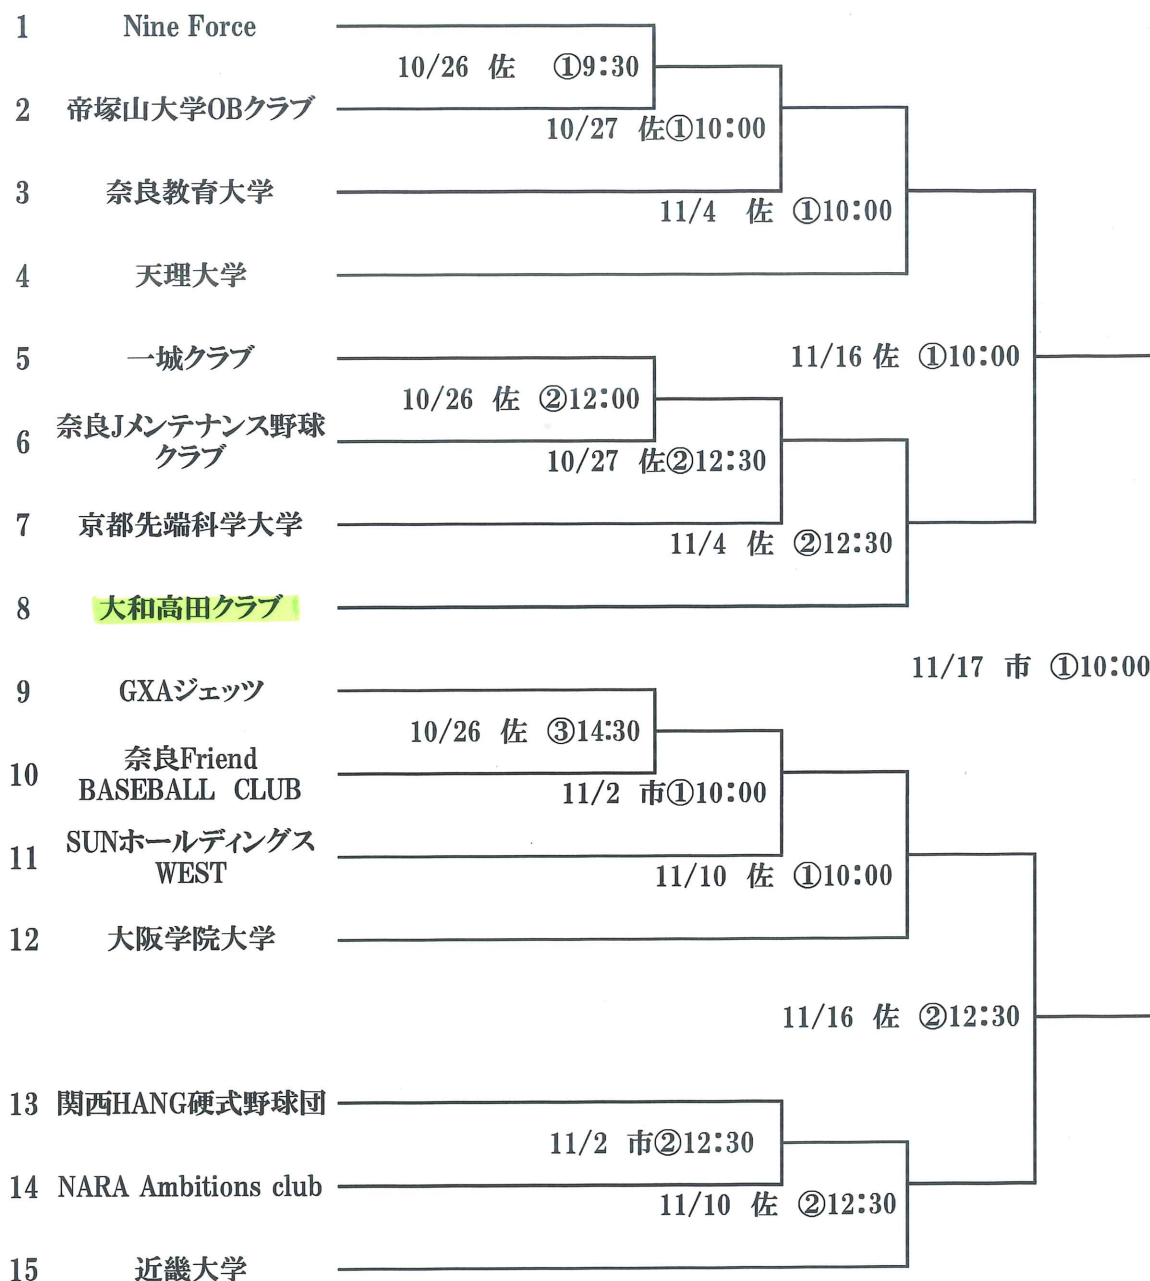 1 Nine Force
10/26 佐 ①9:30
2 帝塚山大学OBクラブ
10/27 佐①10:00
3 奈良教育大学
11/4 佐 ①10:00
4 天理大学
5 一城クラブ
11/16 佐 ①10:00
10/26 佐 ②12:00
6 奈良Jメンテナンス野球
クラブ
10/27 佐②12:30
7 京都先端科学大学
11/4 佐 ②12:30
8 大和高田クラブ
11/17 市 ①10:00
9 GXAジェッツ
10/26 佐 ③14:30
10 奈良Friend
BASEBALL CLUB
11/2 市①10:00
11 SUNホールディングス
WEST
11/10 佐 ①10:00
12 大阪学院大学
11/16 佐 ②12:30
13 関西HANG硬式野球団
11/2 市②12:30
14 NARA Ambitions club
11/10 佐 ②12:30
15 近畿大学